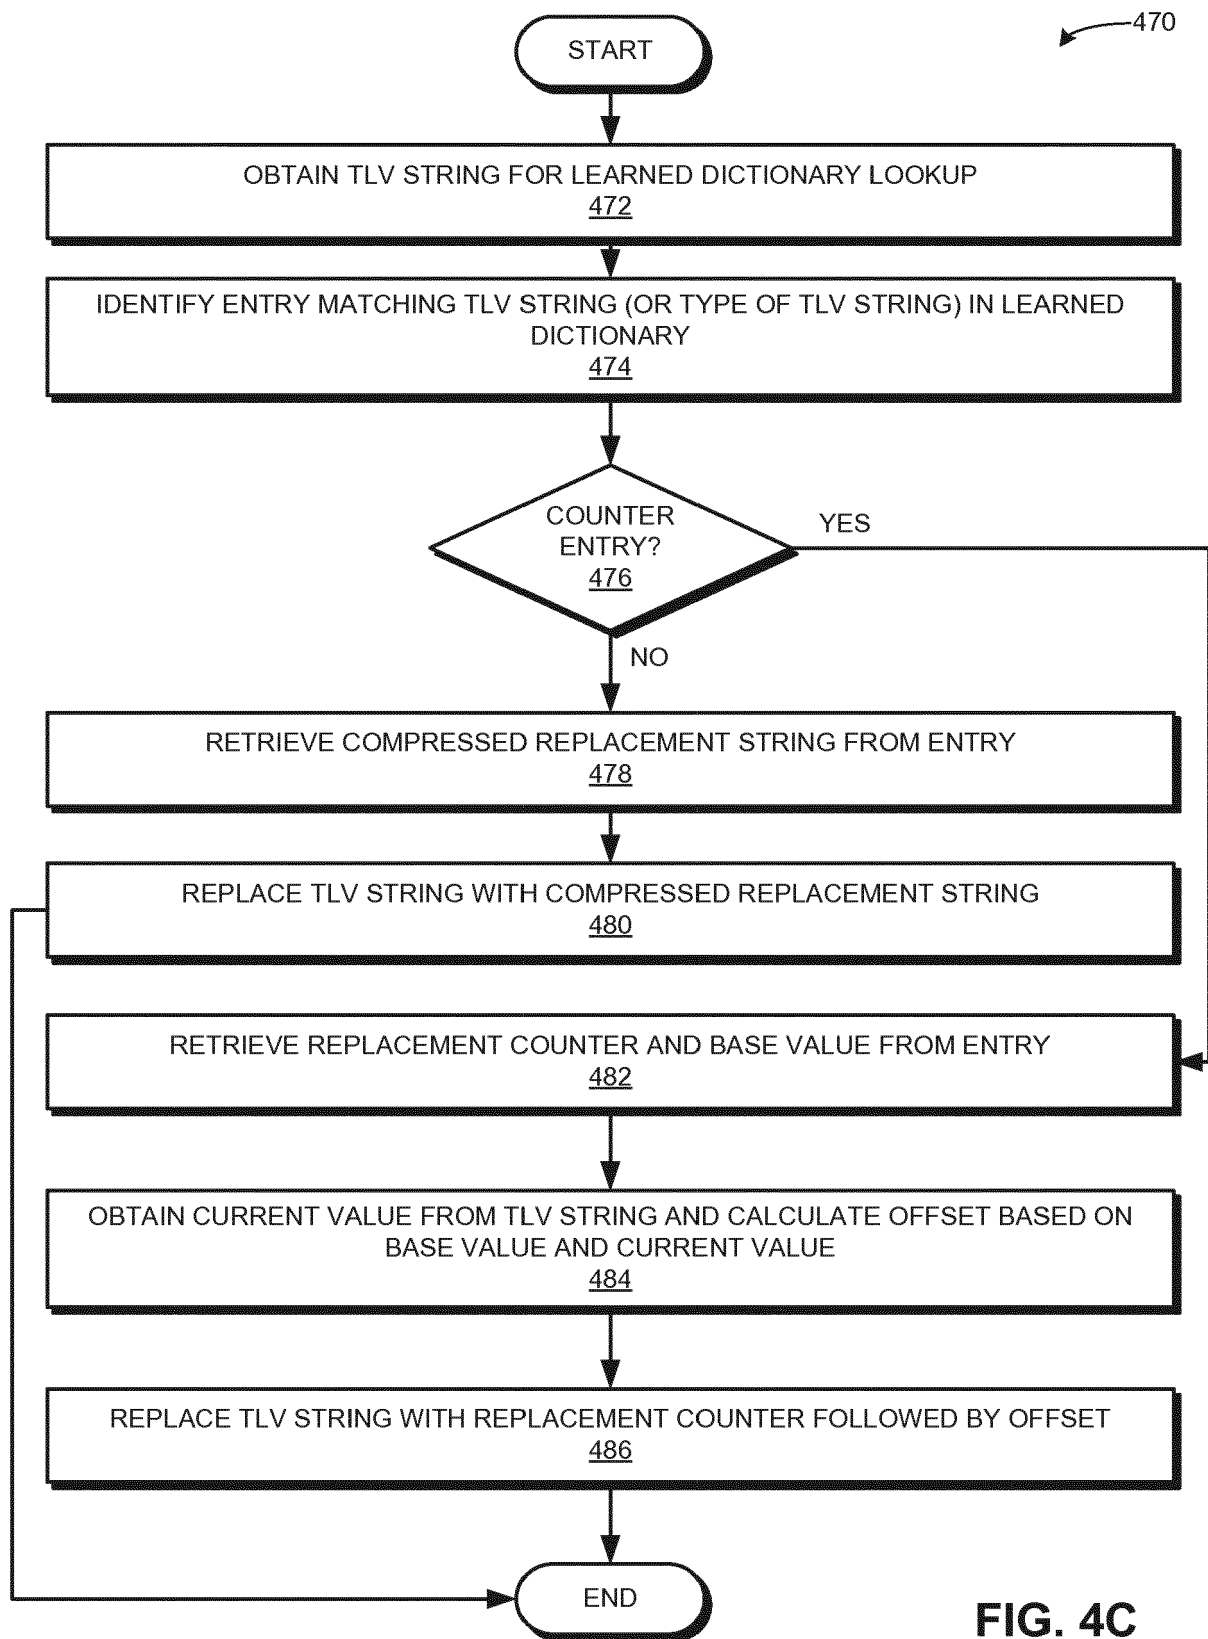 470
START
OBTAIN TLV STRING FOR LEARNED DICTIONARY LOOKUP
472
IDENTIFY ENTRY MATCHING TLV STRING (OR TYPE OF TLV STRING) IN LEARNED
DICTIONARY
474
COUNTER
ENTRY?
476
YES
NO
RETRIEVE COMPRESSED REPLACEMENT STRING FROM ENTRY
478
REPLACE TLV STRING WITH COMPRESSED REPLACEMENT STRING
480
RETRIEVE REPLACEMENT COUNTER AND BASE VALUE FROM ENTRY
482
OBTAIN CURRENT VALUE FROM TLV STRING AND CALCULATE OFFSET BASED ON
BASE VALUE AND CURRENT VALUE
484
REPLACE TLV STRING WITH REPLACEMENT COUNTER FOLLOWED BY OFFSET
486
END
FIG. 4C